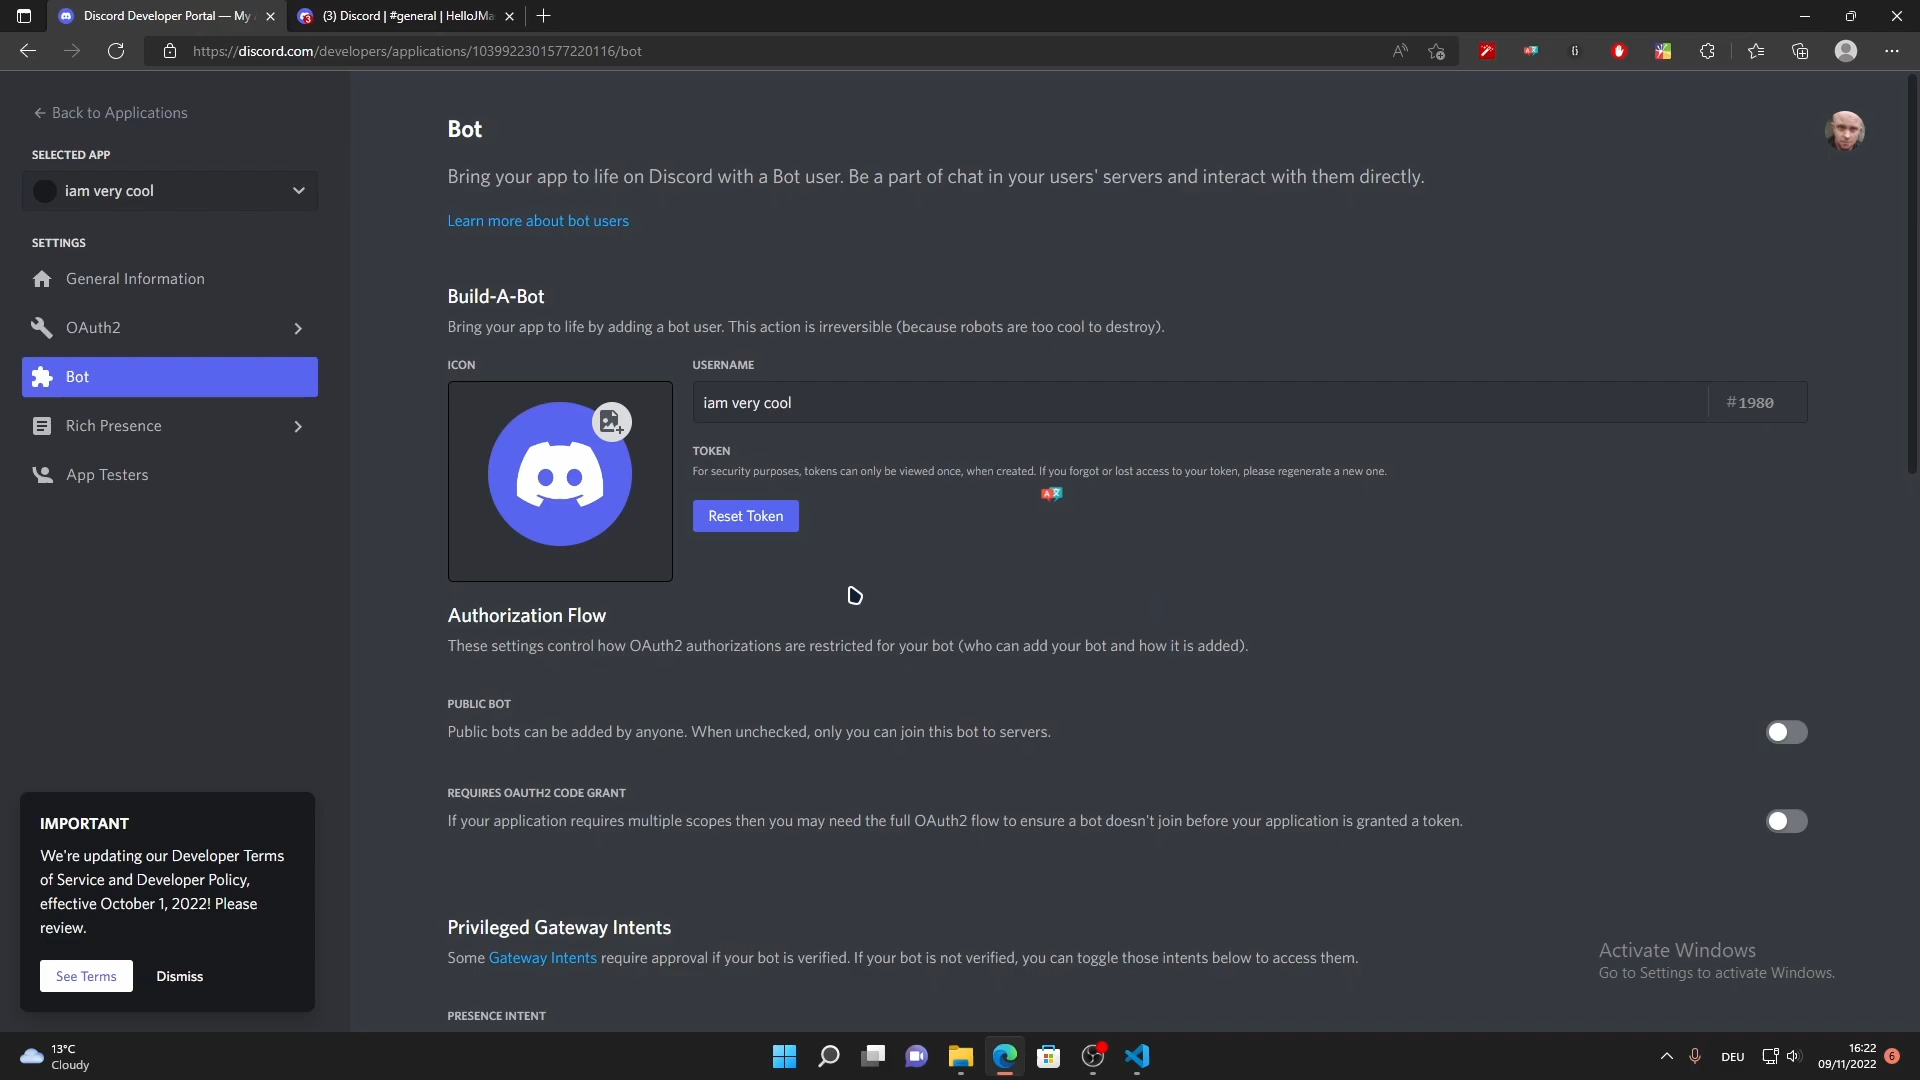 Discord Developer Portal — My
(3) Discord | #general | HelloJMa
https://discord.com/developers/applications/1039922301577220116/bot
← Back to Applications
SELECTED APP
iam very cool
SETTINGS
General Information
OAuth2
Bot
Rich Presence
App Testers
IMPORTANT
We're updating our Developer Terms
of Service and Developer Policy,
effective October 1, 2022! Please
review.
See Terms
Dismiss
Bot
Bring your app to life on Discord with a Bot user. Be a part of chat in your users' servers and interact with them directly.
Learn more about bot users
Build-A-Bot
Bring your app to life by adding a bot user. This action is irreversible (because robots are too cool to destroy).
ICON
USERNAME
iam very cool
#1980
TOKEN
For security purposes, tokens can only be viewed once, when created. If you forgot or lost access to your token, please regenerate a new one.
Reset Token
Authorization Flow
These settings control how OAuth2 authorizations are restricted for your bot (who can add your bot and how it is added).
PUBLIC BOT
Public bots can be added by anyone. When unchecked, only you can join this bot to servers.
REQUIRES OAUTH2 CODE GRANT
If your application requires multiple scopes then you may need the full OAuth2 flow to ensure a bot doesn't join before your application is granted a token.
Privileged Gateway Intents
Some Gateway Intents require approval if your bot is verified. If your bot is not verified, you can toggle those intents below to access them.
PRESENCE INTENT
Activate Windows
Go to Settings to activate Windows.
13°C
Cloudy
DEU
16:22
09/11/2022
6